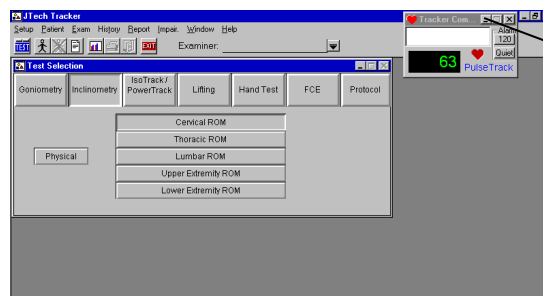 JTech Tracker
Setup Patient Exam History Report Impair. Window Help
TEST EXIT Examiner:
Tracker Com...
Alarm
120
Quiet
63 PulseTrack
Test Selection
Goniometry Inclinometry IsoTrack / PowerTrack Lifting Hand Test FCE Protocol
Cervical ROM
Thoracic ROM
Physical Lumbar ROM
Upper Extremity ROM
Lower Extremity ROM